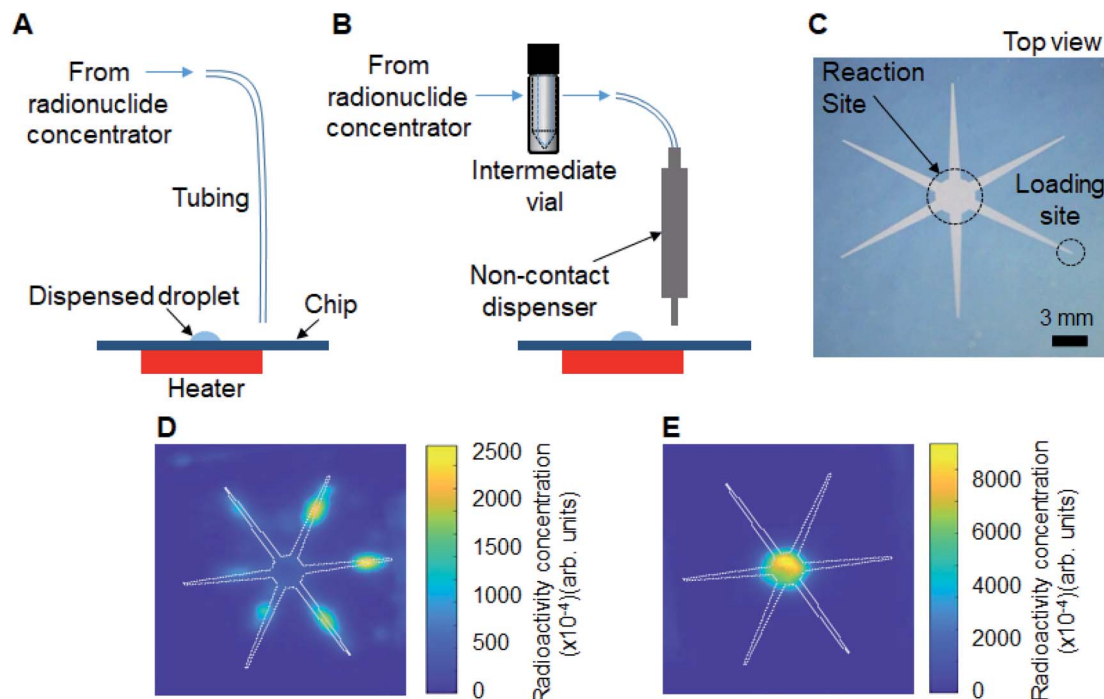 A
From
radionuclide
concentrator
Tubing
Dispensed droplet
Chip
Heater
B
From
radionuclide
concentrator
Intermediate
vial
Non-contact
dispenser
C
Top view
Reaction
Site
Loading
site
3 mm
D
2500
2000
1500
1000
500
0
Radioactivity concentration
(x10-4)(arb. units)
E
8000
6000
4000
2000
0
Radioactivity concentration
(x10-4)(arb. units)